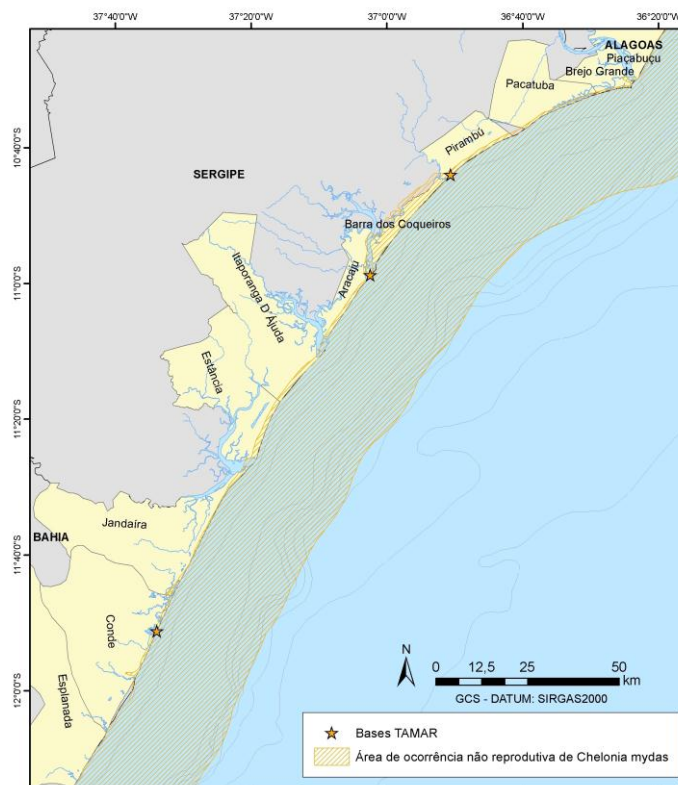 37°40'0"O 37°20'0"O 37°0'0"O 36°40'0"O 36°20'0"O
ALAGOAS
Piaçabuçu
Brejo Grande
Pacatuba
10°40'0"S
Pirambú
SERGIPE
Barra dos Coqueiros
11°0'0"S
Aracaju
Itaporanga D'Ájuda
Estância
11°20'0"S
Jandaíra
BAHIA
11°40'0"S
Conde
Esplanada
12°0'0"S
N
0 12,5 25 50
km
GCS - DATUM: SIRGAS2000
Bases TAMAR
Área de ocorrência não reprodutiva de Chelonia mydas